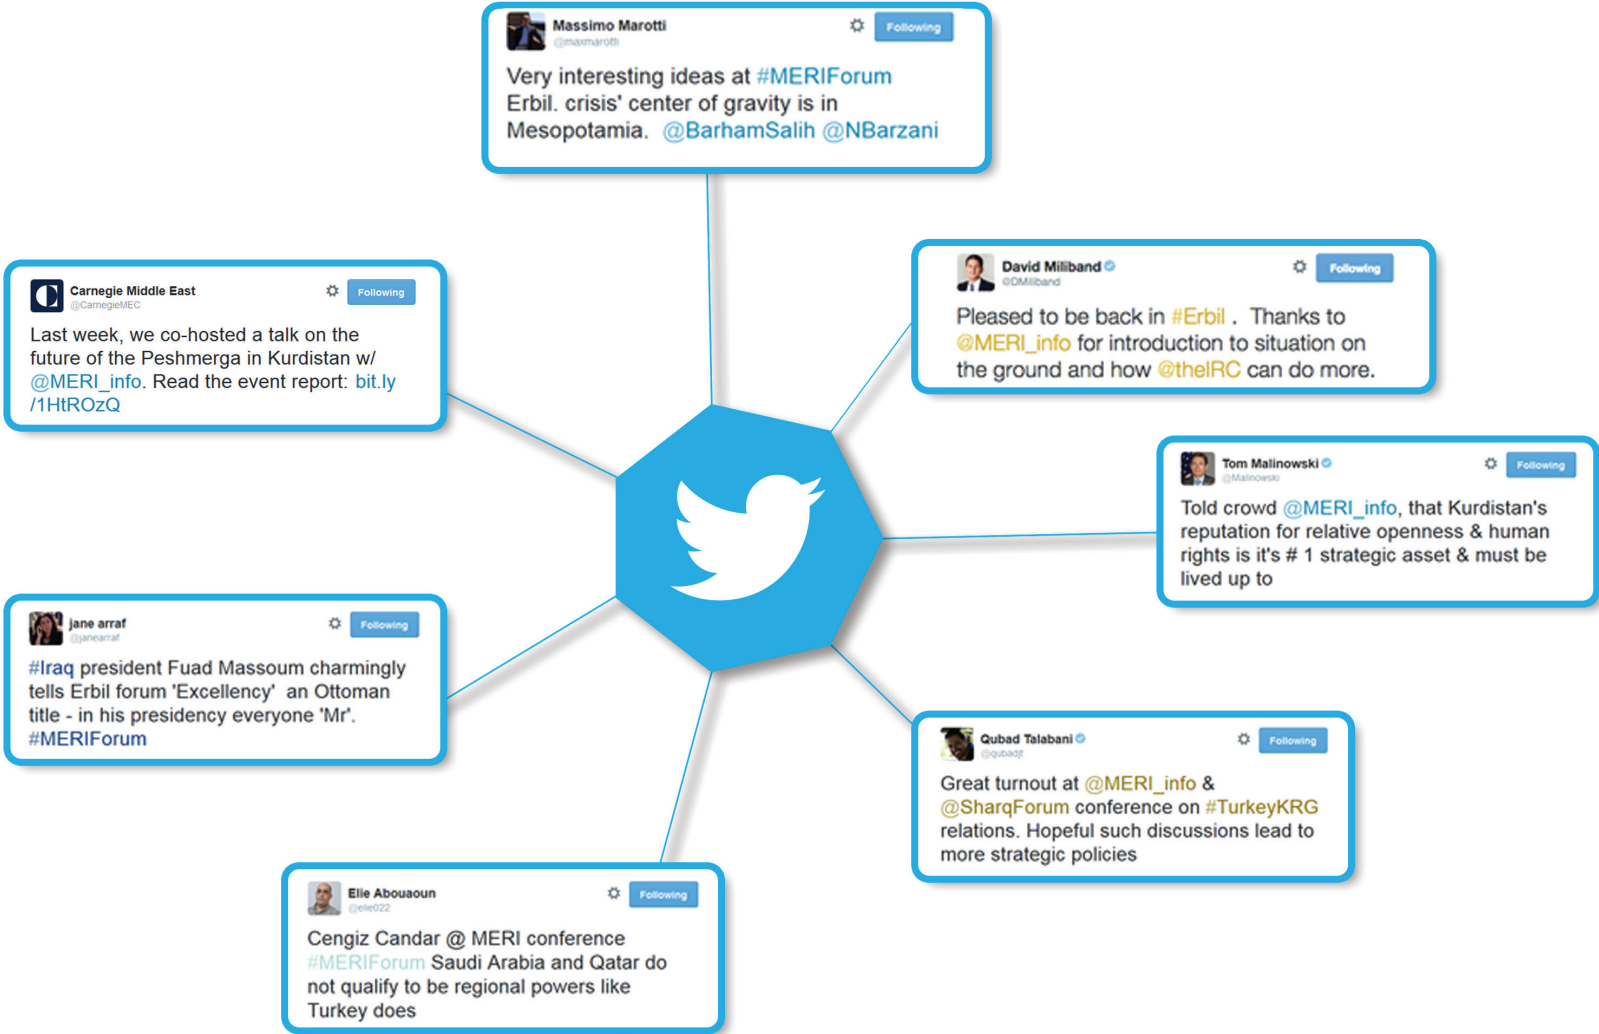 Massimo Marotti
@maxmarotti
Following
Very interesting ideas at #MERIForum
Erbil. crisis' center of gravity is in
Mesopotamia. @BarhamSalih @NBarzani
Carnegie Middle East
@CarnegieMEC
Following
Last week, we co-hosted a talk on the
future of the Peshmerga in Kurdistan w/
@MERI_info. Read the event report: bit.ly
/1HtROzQ
David Miliband
@DMiliband
Following
Pleased to be back in #Erbil . Thanks to
@MERI_info for introduction to situation on
the ground and how @theIRC can do more.
Tom Malinowski
@Malinowski
Following
Told crowd @MERI_info, that Kurdistan's
reputation for relative openness & human
rights is it's # 1 strategic asset & must be
lived up to
jane arraf
@janearraf
Following
#Iraq president Fuad Massoum charmingly
tells Erbil forum 'Excellency' an Ottoman
title - in his presidency everyone 'Mr'.
#MERIForum
Qubad Talabani
@qubadjt
Following
Great turnout at @MERI_info &
@SharqForum conference on #TurkeyKRG
relations. Hopeful such discussions lead to
more strategic policies
Elie Abouaoun
@elie022
Following
Cengiz Candar @ MERI conference
#MERIForum Saudi Arabia and Qatar do
not qualify to be regional powers like
Turkey does